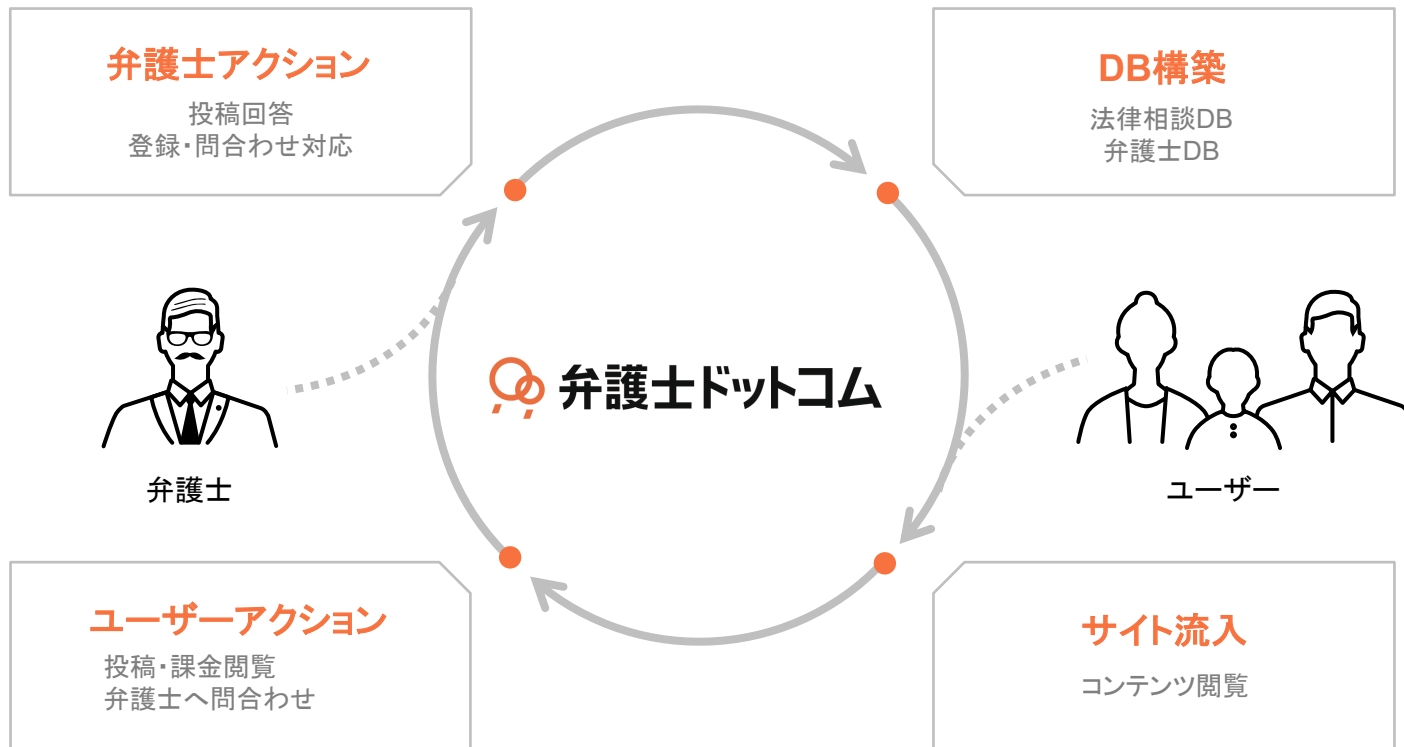 弁護士アクション
投稿回答
登録・問合わせ対応
DB構築
法律相談DB
弁護士DB
弁護士ドットコム
弁護士
ユーザー
ユーザーアクション
投稿・課金閲覧
弁護士へ問合わせ
サイト流入
コンテンツ閲覧